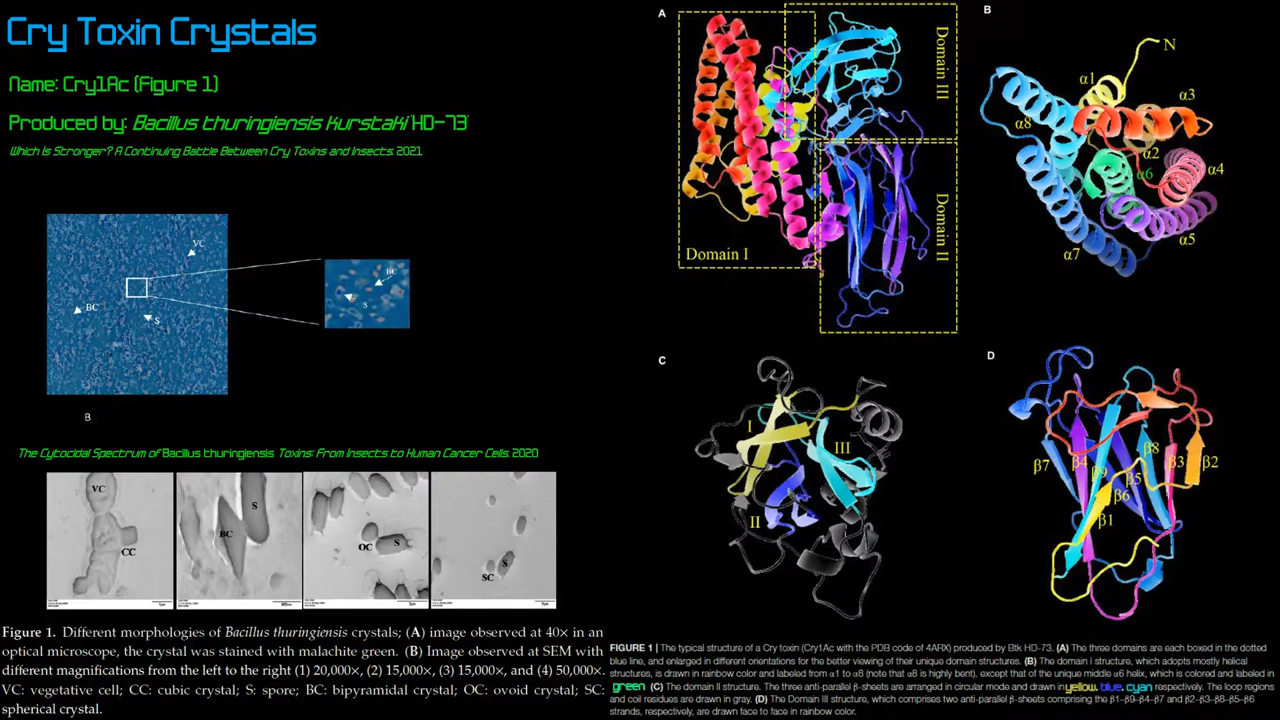 Cry Toxin Crystals
Name: Cry1Ac (Figure 1)
Produced by: Bacillus thuringiensis kurstaki HD-73
Which Is Stronger? A Continuing Battle Between Cry Toxins and Insects. 2021
VC
BC
S
BC
S
B
The Cytocidal Spectrum of Bacillus thuringiensis Toxins: From Insects to Human Cancer Cells. 2020
VC
CC
BC
S
OC
S
SC
S
Figure 1. Different morphologies of Bacillus thuringiensis crystals; (A) image observed at 40× in an
optical microscope, the crystal was stained with malachite green. (B) Image observed at SEM with
different magnifications from the left to the right (1) 20,000×, (2) 15,000×, (3) 15,000×, and (4) 50,000×.
VC: vegetative cell; CC: cubic crystal; S: spore; BC: bipyramidal crystal; OC: ovoid crystal; SC:
spherical crystal.
A
Domain III
Domain I
Domain II
B
N
α1
α3
α8
α2
α4
α6
α5
α7
C
I
III
II
D
β7
β4
β9
β8
β5
β6
β3
β2
β1
FIGURE 1 | The typical structure of a Cry toxin (Cry1Ac with the PDB code of 4ARX) produced by Btk HD-73. (A) The three domains are each boxed in the dotted
blue line, and enlarged in different orientations for the better viewing of their unique domain structures. (B) The domain I structure, which adopts mostly helical
structures, is drawn in rainbow color and labeled from α1 to α8 (note that α8 is highly bent), except that of the unique middle α6 helix, which is colored and labeled in
green (C) The domain II structure. The three anti-parallel β-sheets are arranged in circular mode and drawn in yellow, blue, cyan respectively. The loop regions
and coil residues are drawn in gray. (D) The Domain III structure, which comprises two anti-parallel β-sheets comprising the β1–β9–β4–β7 and β2–β3–β8–β5–β6
strands, respectively, are drawn face to face in rainbow color.